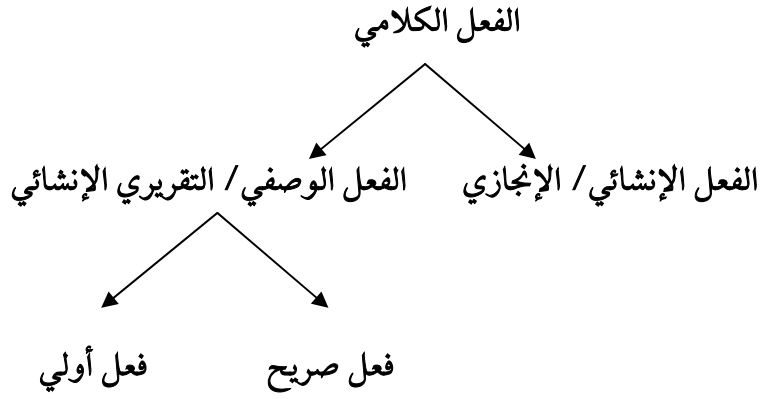 الفعل الكلامي
الفعل الإنشائي/ الإنجازي
الفعل الوصفي/ التقريري الإنشائي
فعل صريح
فعل أولي